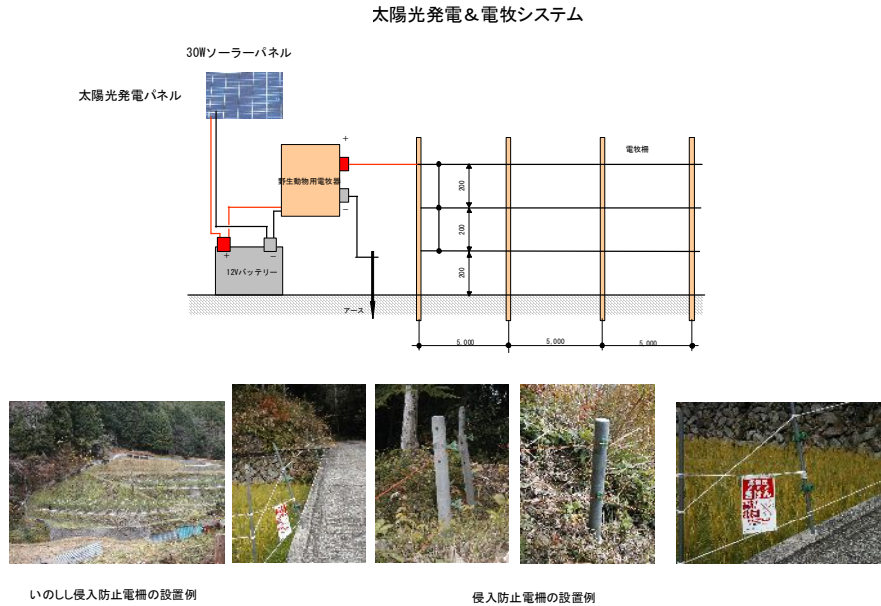 太陽光発電＆電牧システム
30Wソーラーパネル
太陽光発電パネル
＋
電牧柵
野生動物用電牧器
200
－
200
＋
－
12Vバッテリー
200
アース
5,000
5,000
5,000
きけん
いのしし侵入防止電柵の設置例
侵入防止電柵の設置例